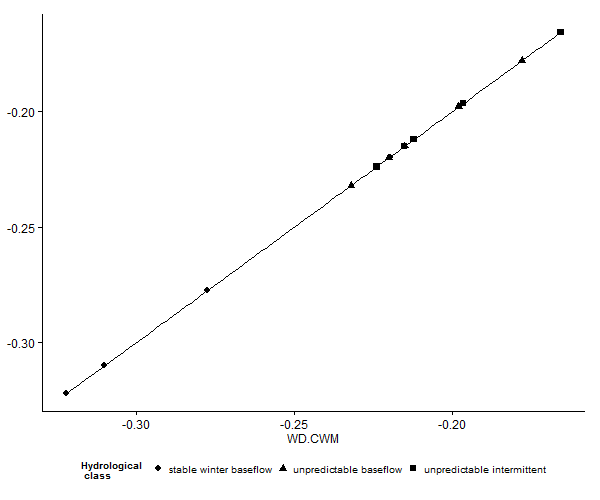 -0.20
-0.25
-0.30
-0.30 -0.25 -0.20
WD.CWM
Hydrological
class
stable winter baseflow unpredictable baseflow unpredictable intermittent